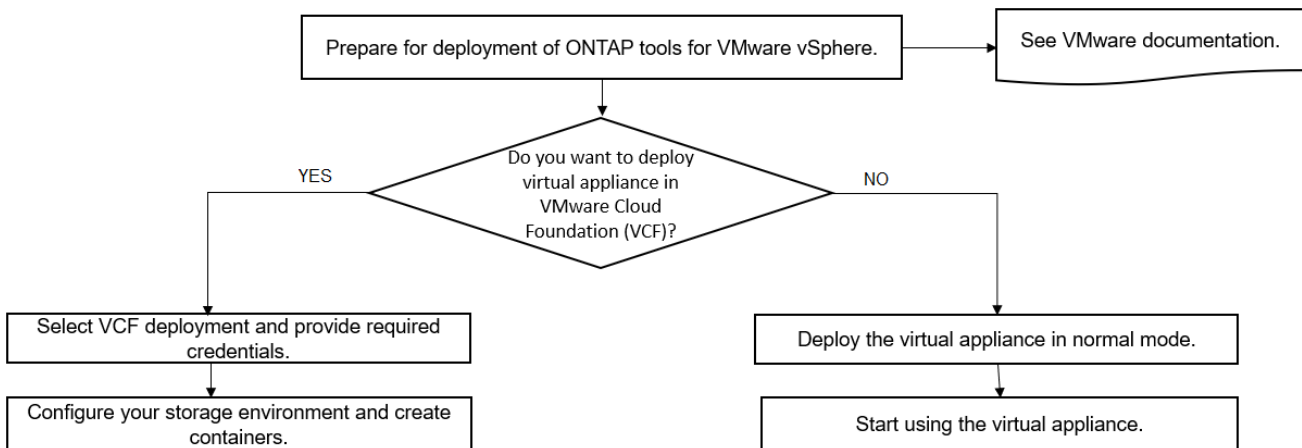 Prepare for deployment of ONTAP tools for VMware vSphere.
See VMware documentation.
Do you want to deploy
virtual appliance in
VMware Cloud
Foundation (VCF)?
YES
NO
Select VCF deployment and provide required
credentials.
Deploy the virtual appliance in normal mode.
Configure your storage environment and create
containers.
Start using the virtual appliance.